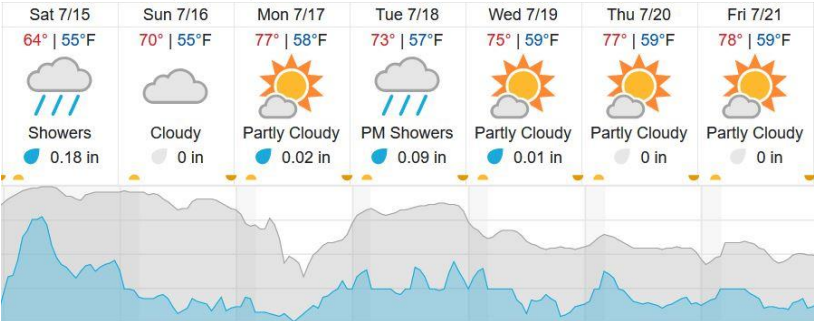 Sat 7/15 Sun 7/16 Mon 7/17 Tue 7/18 Wed 7/19 Thu 7/20 Fri 7/21
64° | 55°F 70° | 55°F 77° | 58°F 73° | 57°F 75° | 59°F 77° | 59°F 78° | 59°F
Showers Cloudy Partly Cloudy PM Showers Partly Cloudy Partly Cloudy Partly Cloudy
0.18 in 0 in 0.02 in 0.09 in 0.01 in 0 in 0 in